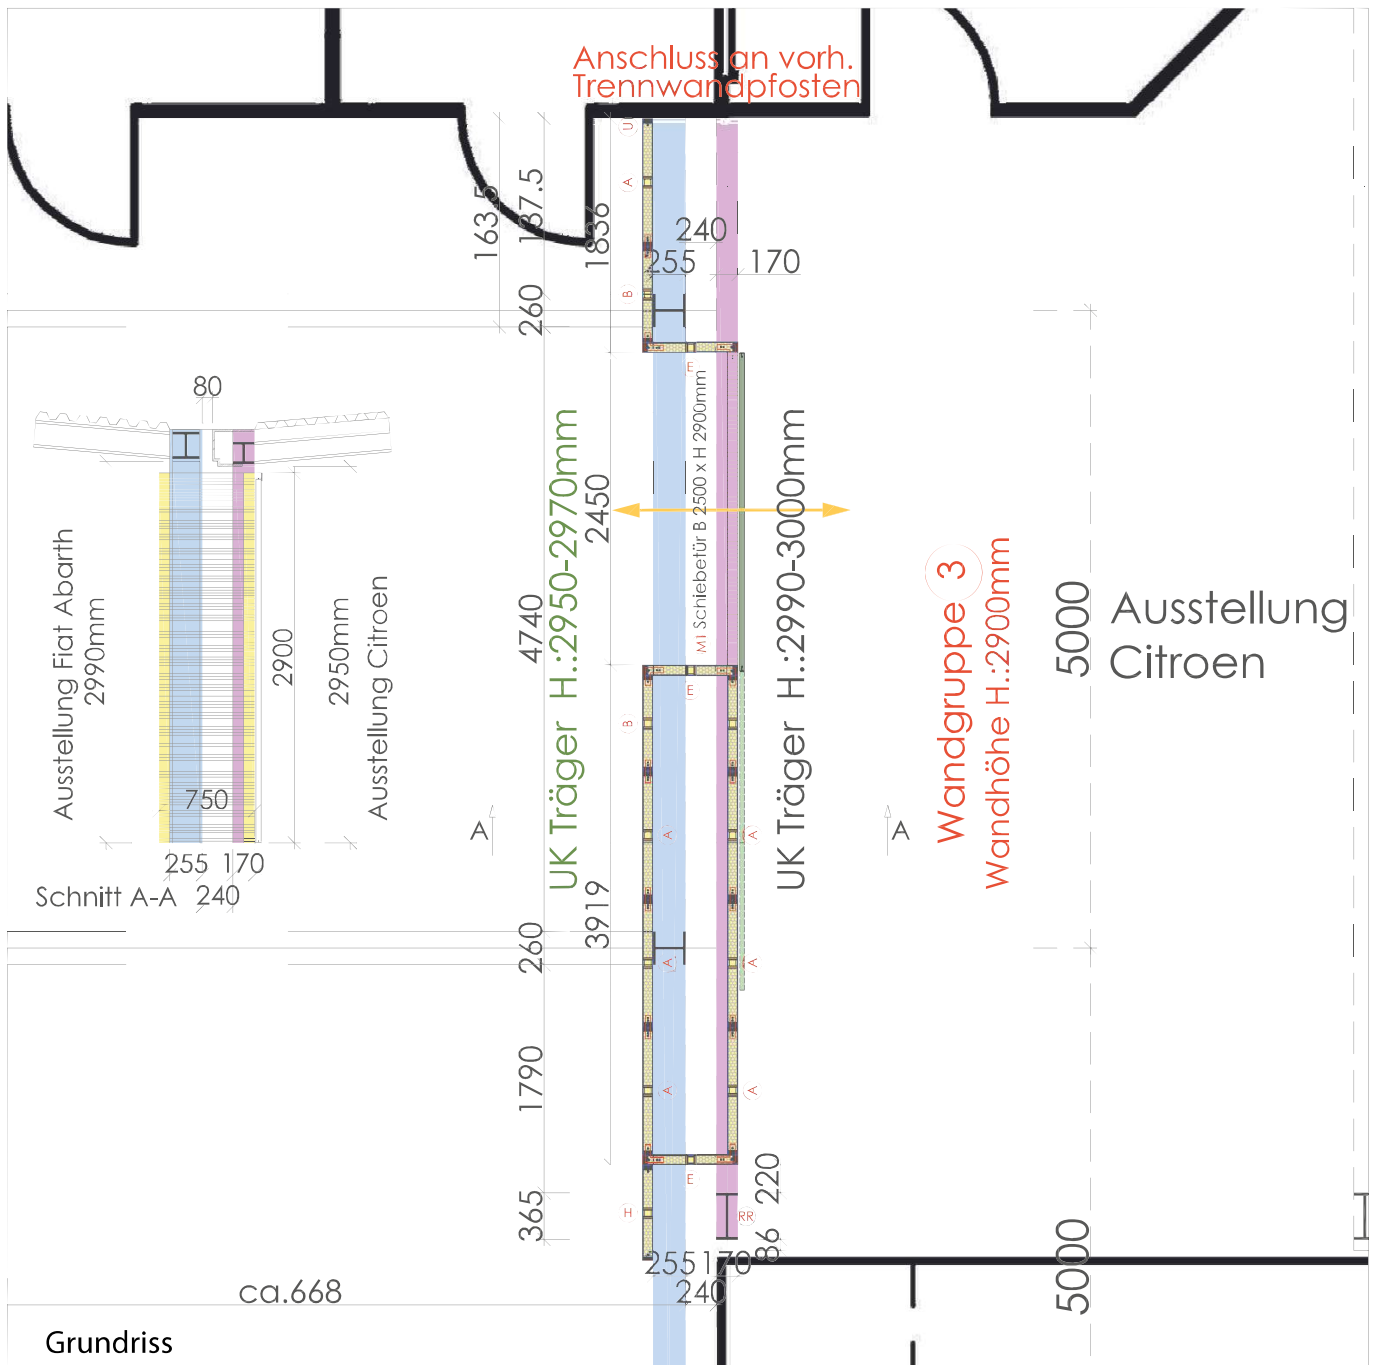 Anschluss an vorh.
Trennwandpfosten
U
A
163.5
137.5
1836
240
255
170
B
260
E
80
UK Träger H.:2950-2970mm
2450
MI Schiebetür B 2500 x H 2900mm
UK Träger H.:2990-3000mm
Wandgruppe 3
Wandhöhe H.:2900mm
5000
Ausstellung
Citroen
Ausstellung Fiat Abarth
2990mm
2900
2950mm
Ausstellung Citroen
4740
750
E
B
A
A
A
A
255
170
Schnitt A-A
240
3919
260
A
A
1790
A
A
E
220
365
H
RR
86
255
170
240
5000
ca.668
Grundriss